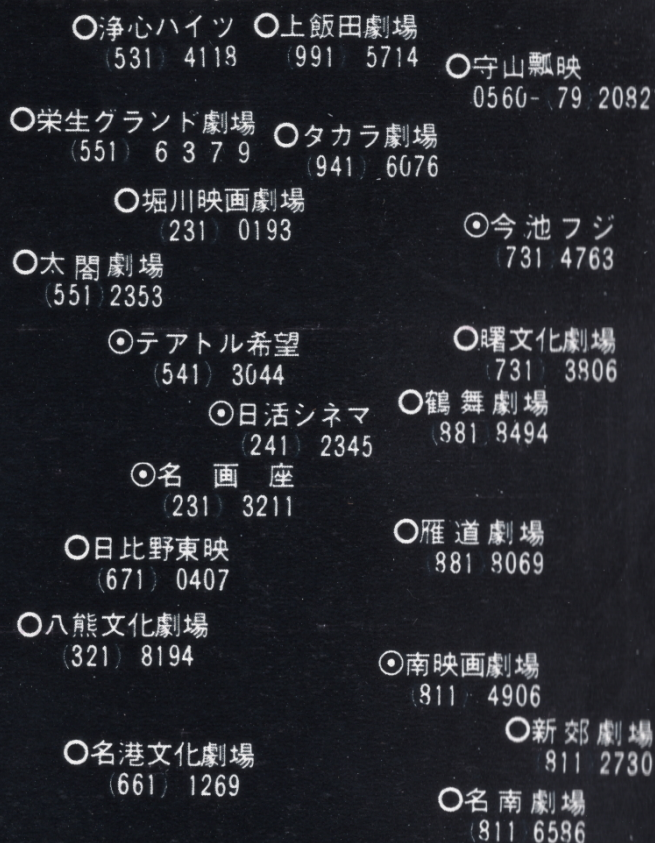 ○浄心ハイツ
(531) 4118
○上飯田劇場
(991) 5714
○守山瓢映
0560-(79)2082
○栄生グランド劇場
(551) 6379
○タカラ劇場
(941) 6076
○堀川映画劇場
(231) 0193
◉今池フジ
(731)4763
○太閤劇場
(551)2353
◉テアトル希望
(541) 3044
○曙文化劇場
(731) 3806
◉日活シネマ
(241) 2345
○鶴舞劇場
(881)8494
◉名画座
(231) 3211
○雁道劇場
(881)8069
○日比野東映
(671) 0407
○八熊文化劇場
(321) 8194
◉南映画劇場
(811) 4906
○新郊劇場
(811)2730
○名港文化劇場
(661) 1269
○名南劇場
(811)6586